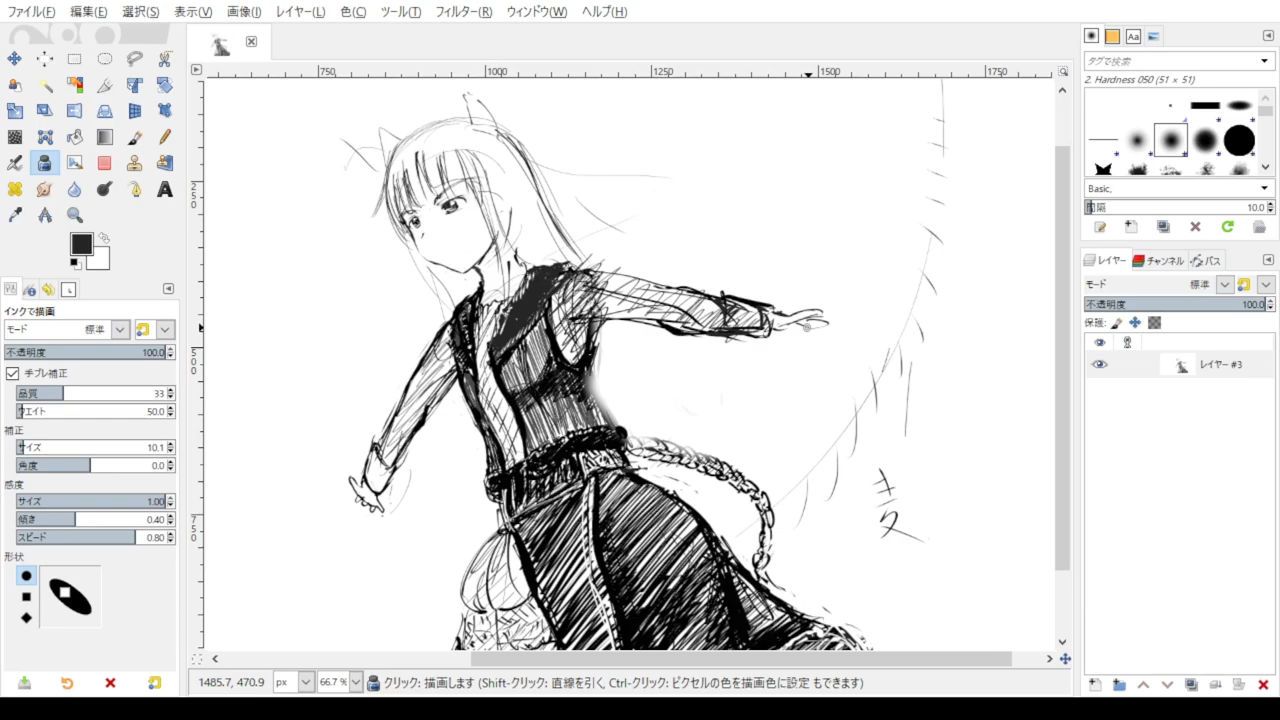 ファイル(F) 編集(E) 選択(S) 表示(V) 画像(I) レイヤー(L) 色(C) ツール(T) フィルター(R) ウィンドウ(W) ヘルプ(H)
750 1000 1250 1500 1750
250
500
750
インクで描画
モード 標準
不透明度 100.0
手ブレ補正
品質 33
ウエイト 50.0
補正
サイズ 10.1
角度 0.0
感度
サイズ 1.00
傾き 0.40
スピード 0.80
形状
Aa
タグで検索
2. Hardness 050 (51 × 51)
Basic,
間隔 10.0
レイヤー チャンネル パス
モード 標準
不透明度 100.0
保護:
レイヤー #3
1485.7, 470.9 px 66.7 % クリック: 描画します (Shift-クリック: 直線を引く, Ctrl-クリック: ピクセルの色を描画色に設定 もできます)